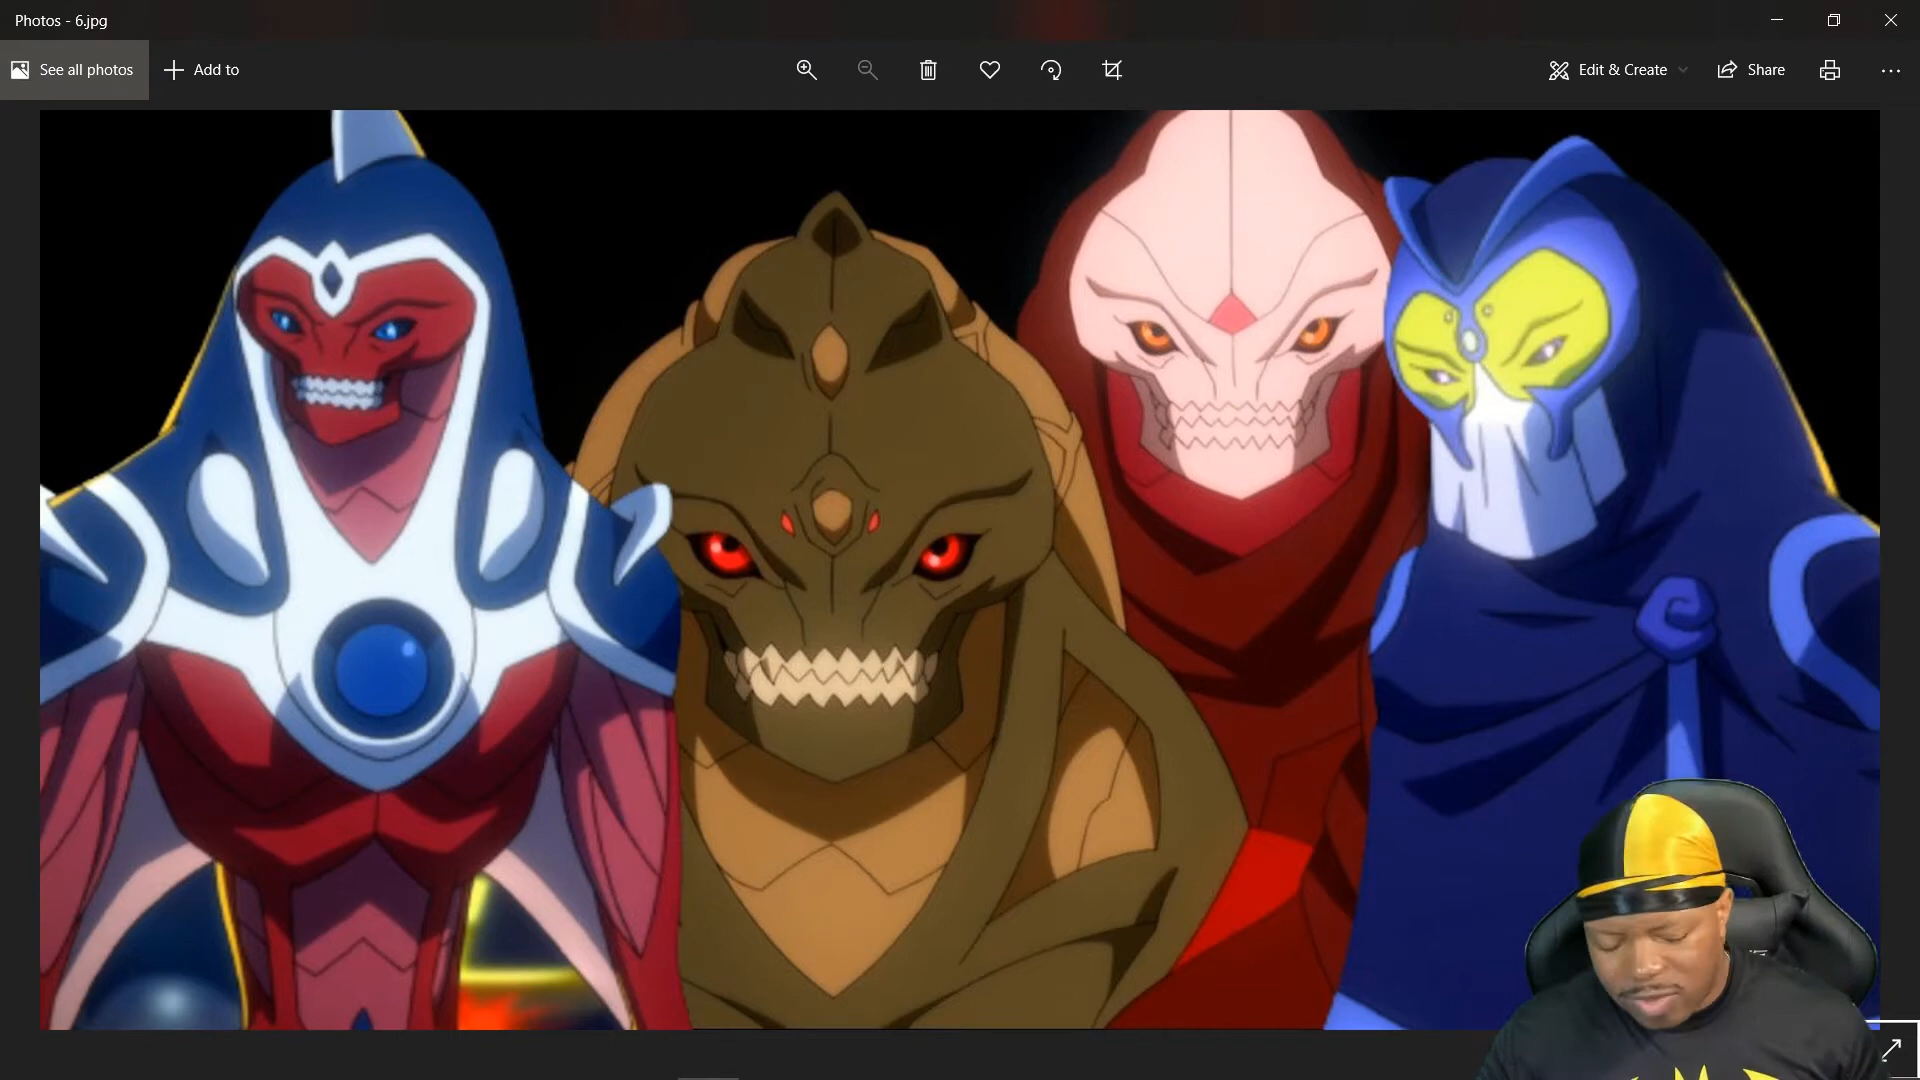 Photos - 6.jpg
See all photos
Add to
Edit & Create
Share